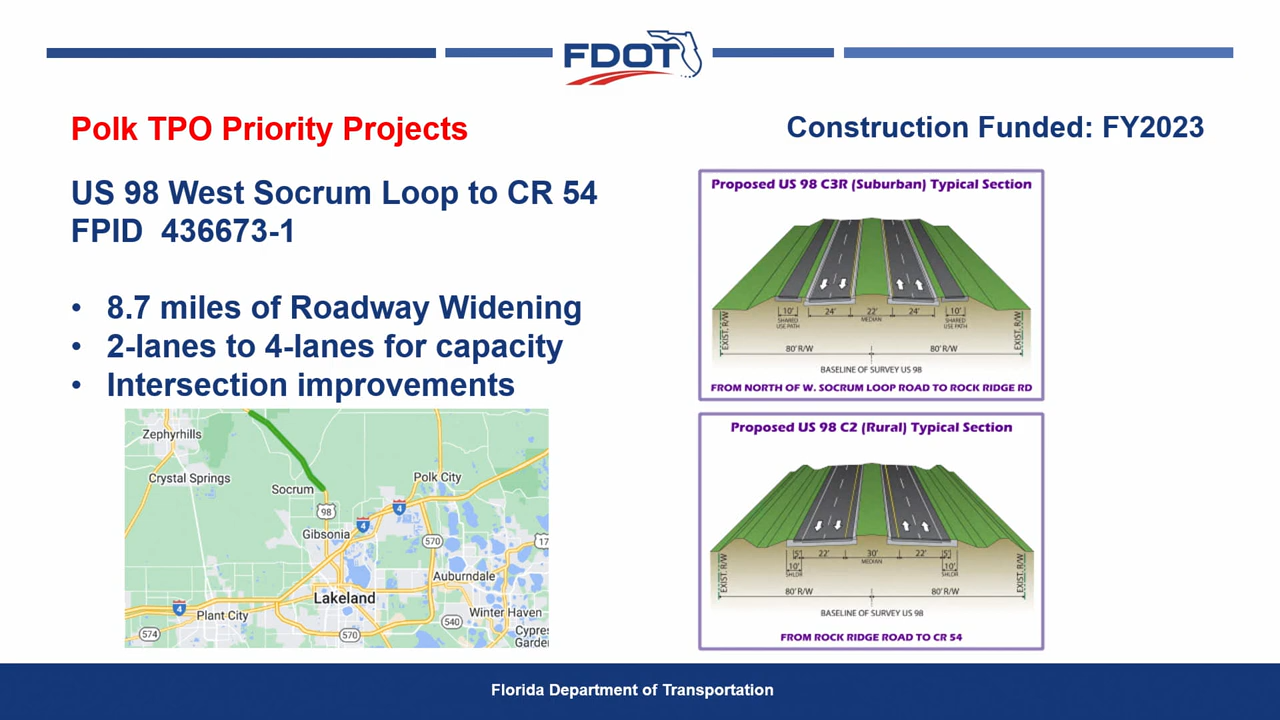 FDOT
Polk TPO Priority Projects
Construction Funded: FY2023
US 98 West Socrum Loop to CR 54
FPID 436673-1
• 8.7 miles of Roadway Widening
• 2-lanes to 4-lanes for capacity
• Intersection improvements
Zephyrhills
Crystal Springs
Socrum
Polk City
98
4
4
Gibsonia
570
17
Auburndale
Lakeland
4
Plant City
Winter Haven
574
570
540
Cypres
Garde
Proposed US 98 C3R (Suburban) Typical Section
10' 24' 22' 24' 10'
SHARED USE PATH
MEDIAN
SHARED USE PATH
EXIST. R/W
EXIST. R/W
80' R/W 80' R/W
BASELINE OF SURVEY US 98
FROM NORTH OF W. SOCRUM LOOP ROAD TO ROCK RIDGE RD
Proposed US 98 C2 (Rural) Typical Section
5' 22' 30' 22' 5'
10' MEDIAN 10'
SHLDR SHLDR
EXIST. R/W
EXIST. R/W
80' R/W 80' R/W
BASELINE OF SURVEY US 98
FROM ROCK RIDGE ROAD TO CR 54
Florida Department of Transportation